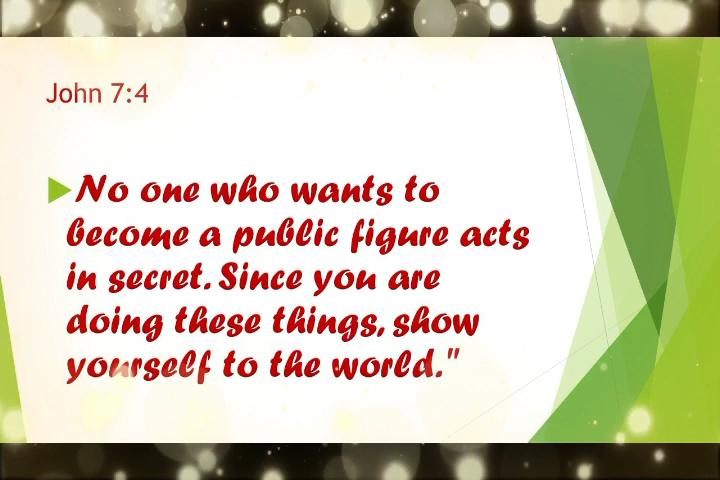 John 7:4
No one who wants to
become a public figure acts
in secret. Since you are
doing these things, show
yourself to the world."